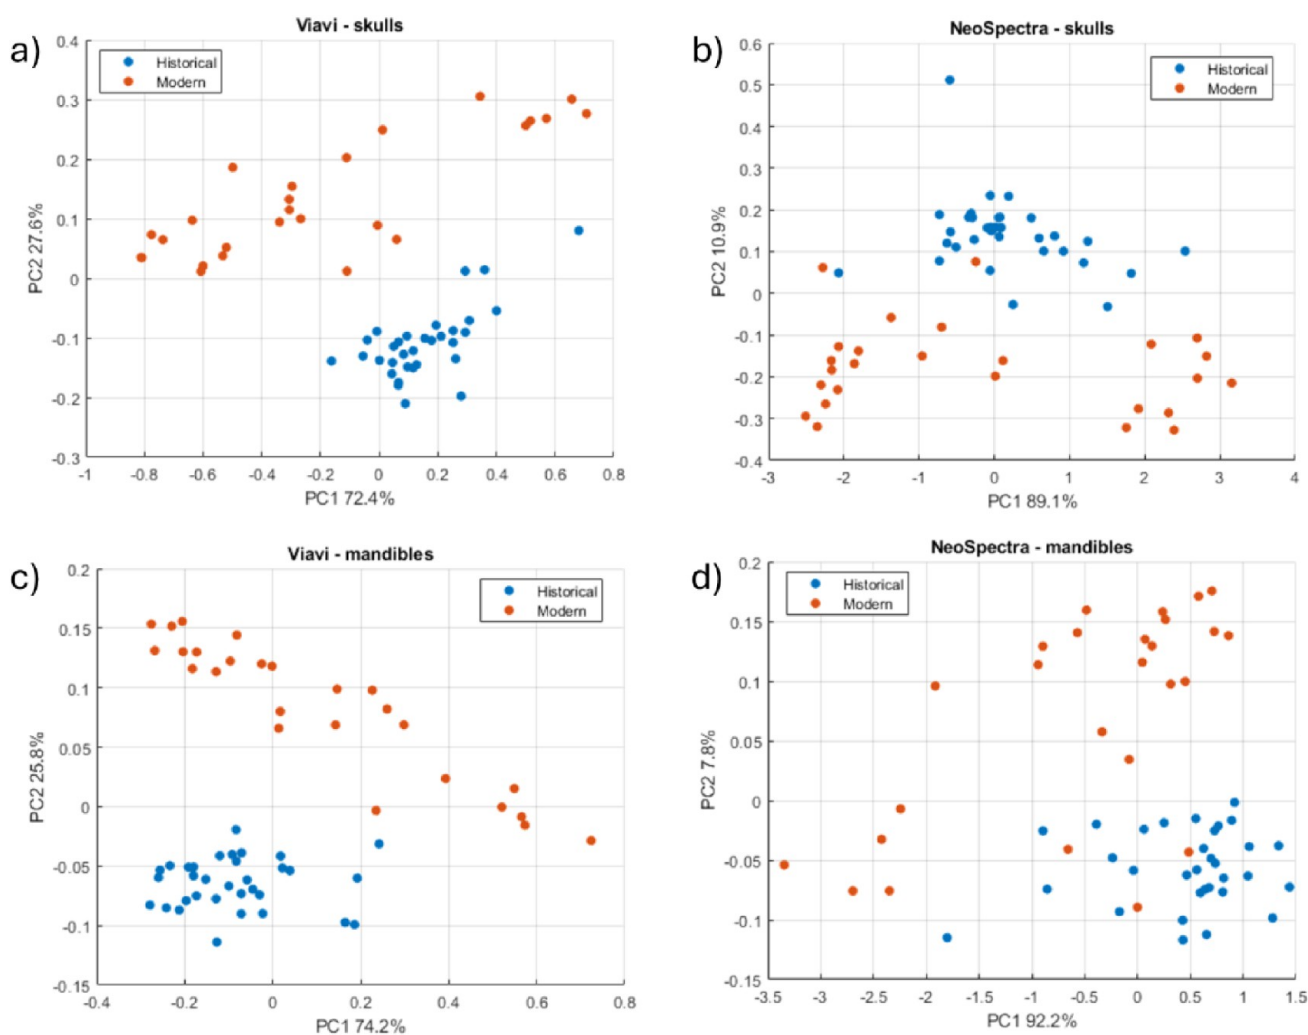 a)
Viavi - skulls
Historical
Modern
0.4
0.3
0.2
0.1
0
-0.1
-0.2
-0.3
PC2 27.6%
-1 -0.8 -0.6 -0.4 -0.2 0 0.2 0.4 0.6 0.8
PC1 72.4%
b)
NeoSpectra - skulls
Historical
Modern
0.6
0.5
0.4
0.3
0.2
0.1
0
-0.1
-0.2
-0.3
-0.4
PC2 10.9%
-3 -2 -1 0 1 2 3 4
PC1 89.1%
c)
Viavi - mandibles
Historical
Modern
0.2
0.15
0.1
0.05
0
-0.05
-0.1
-0.15
PC2 25.8%
-0.4 -0.2 0 0.2 0.4 0.6 0.8
PC1 74.2%
d)
NeoSpectra - mandibles
Historical
Modern
0.2
0.15
0.1
0.05
0
-0.05
-0.1
-0.15
PC2 7.8%
-3.5 -3 -2.5 -2 -1.5 -1 -0.5 0 0.5 1 1.5
PC1 92.2%